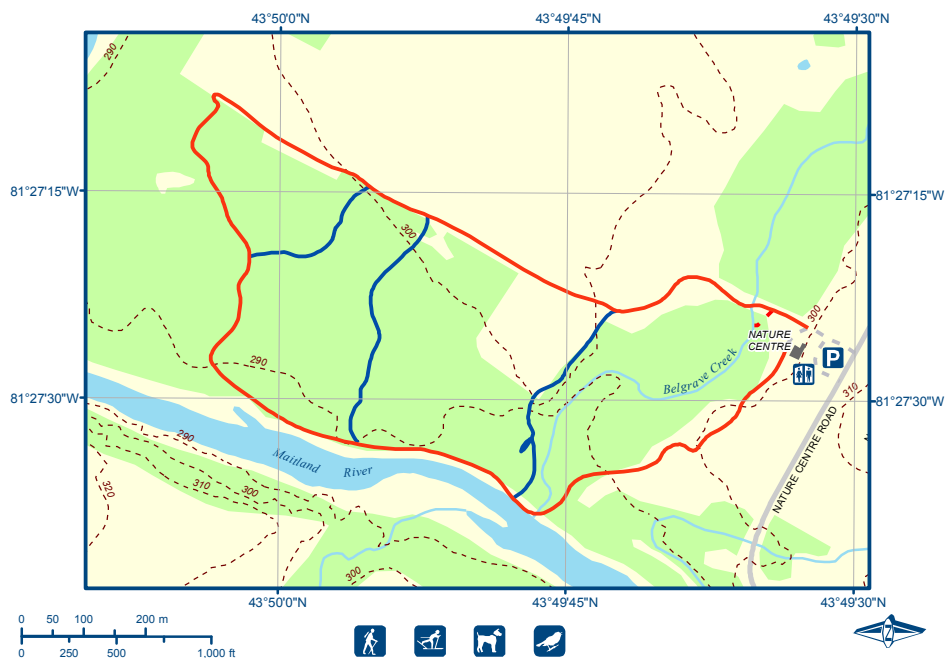 43°50'0"N
43°49'45"N
43°49'30"N
290
81°27'15"W
81°27'15"W
300
300
NATURE
CENTRE
P
290
Belgrave Creek
310
81°27'30"W
81°27'30"W
290
Maitland
River
NATURE CENTRE ROAD
320
310
300
300
43°50'0"N
43°49'45"N
43°49'30"N
0 50 100 200 m
0 250 500 1,000 ft
Z